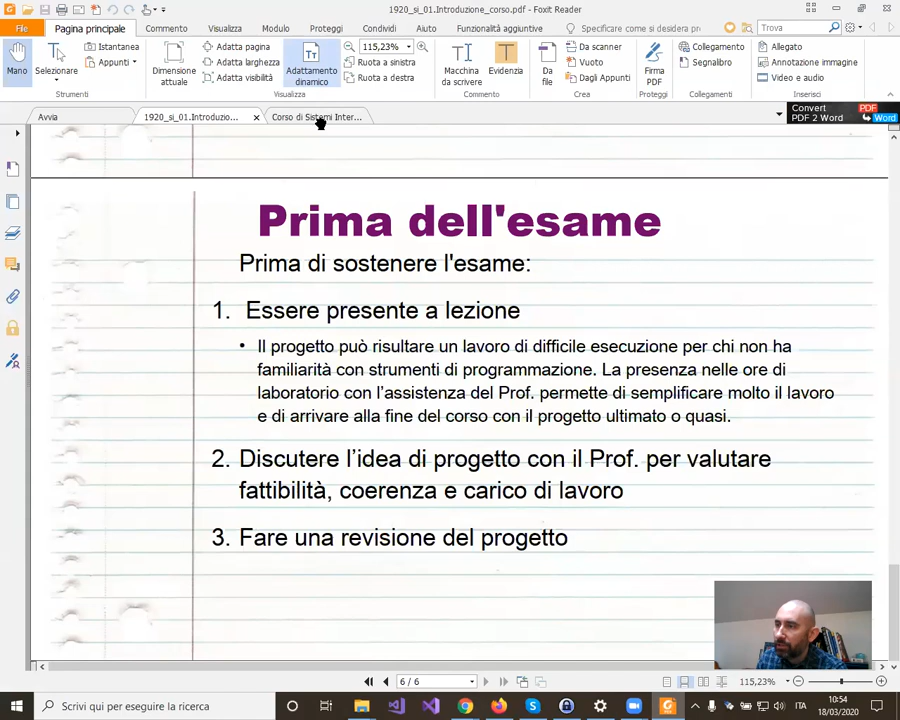 1920_si_01.Introduzione_corso.pdf - Foxit Reader
File
Pagina principale
Commento
Visualizza
Modulo
Proteggi
Condividi
Connetti
Aiuto
Funzionalità aggiuntive
Specificare cosa si desidera pe
Trova
Mano
Selezionare
Istantanea
Appunti
Strumenti
Dimensione attuale
Adatta pagina
Adatta larghezza
Adatta visibilità
Adattamento dinamico
115,23%
Ruota a sinistra
Ruota a destra
Visualizza
Macchina da scrivere
Evidenza
Commento
Da file
Da scanner
Vuoto
Dagli Appunti
Crea
Firma PDF
Proteggi
Collegamento
Segnalibro
Collegamenti
Allegato
Annotazione immagine
Video e audio
Inserisci
Avvia
1920_si_01.Introduzio...
Corso di Sistemi Inter...
Convert
PDF 2 Word
PDF
Word
Prima dell'esame
Prima di sostenere l'esame:
1. Essere presente a lezione
• Il progetto può risultare un lavoro di difficile esecuzione per chi non ha
familiarità con strumenti di programmazione. La presenza nelle ore di
laboratorio con l’assistenza del Prof. permette di semplificare molto il lavoro
e di arrivare alla fine del corso con il progetto ultimato o quasi.
2. Discutere l’idea di progetto con il Prof. per valutare
fattibilità, coerenza e carico di lavoro
3. Fare una revisione del progetto
6 / 6
115,23%
Scrivi qui per eseguire la ricerca
ITA
10:54
18/03/2020